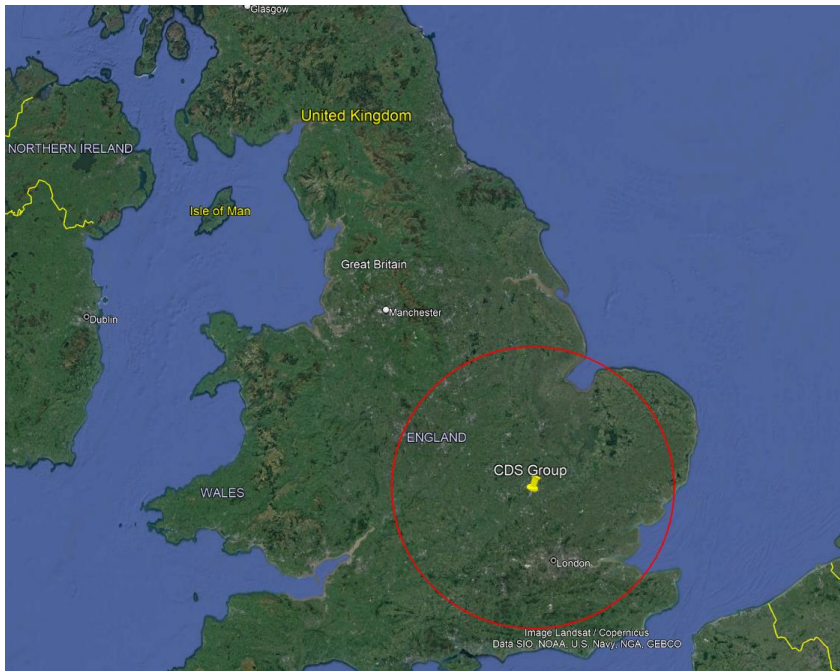 Glasgow
United Kingdom
NORTHERN IRELAND
Isle of Man
Great Britain
Manchester
Dublin
ENGLAND
CDS Group
WALES
London
Image Landsat / Copernicus
Data SIO, NOAA, U.S. Navy, NGA, GEBCO